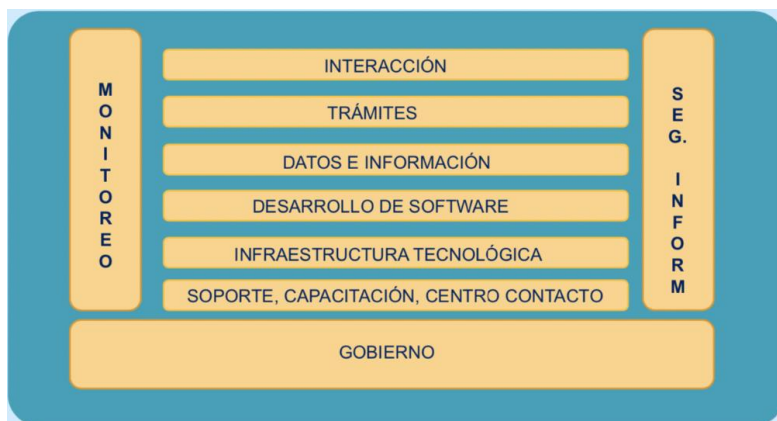 MONITOREO
INTERACCIÓN
TRÁMITES
DATOS E INFORMACIÓN
DESARROLLO DE SOFTWARE
INFRAESTRUCTURA TECNOLÓGICA
SOPORTE, CAPACITACIÓN, CENTRO CONTACTO
SEG. INFORM
GOBIERNO